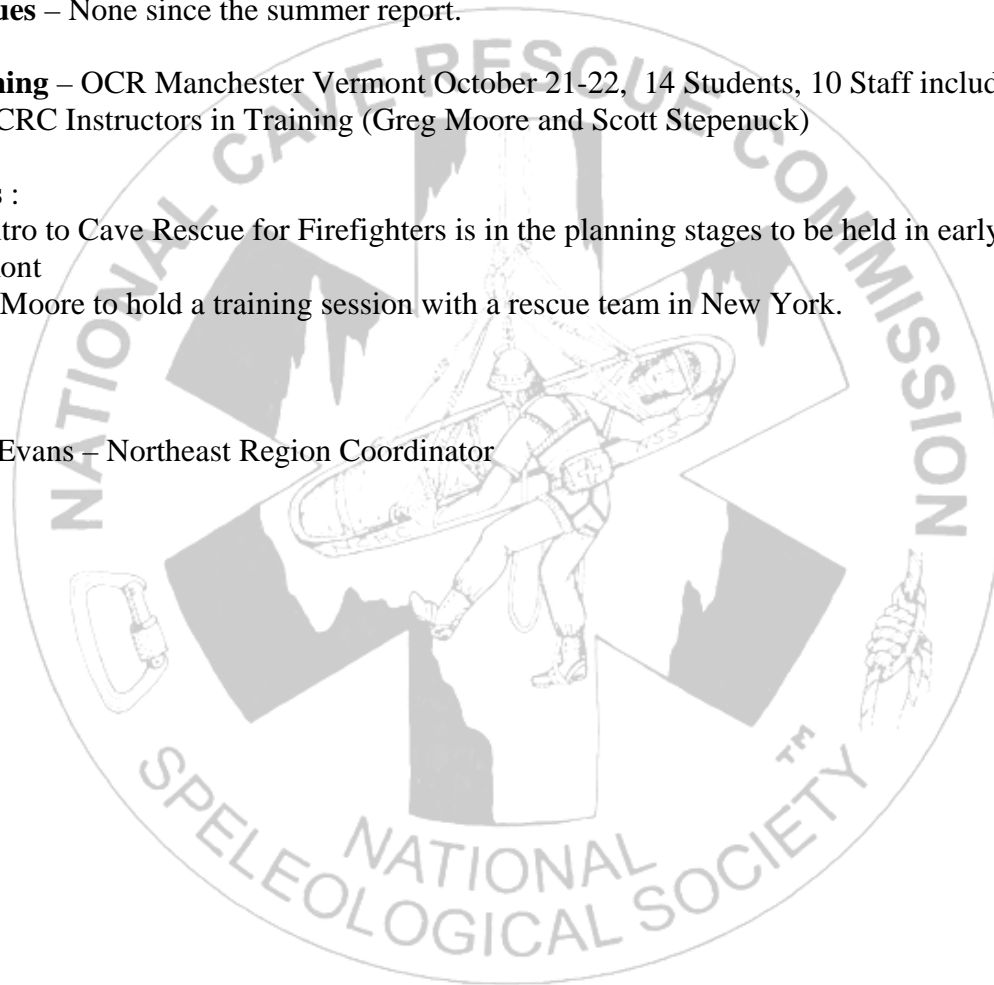 ues – None since the summer report.
ning – OCR Manchester Vermont October 21-22, 14 Students, 10 Staff includ
CRC Instructors in Training (Greg Moore and Scott Stepenuck)
s :
ntro to Cave Rescue for Firefighters is in the planning stages to be held in early
ont
Moore to hold a training session with a rescue team in New York.
Evans – Northeast Region Coordinator
NATIONAL CAVE RESCUE COMMISSION
NATIONAL
SPELEOLOGICAL SOCIETY ™